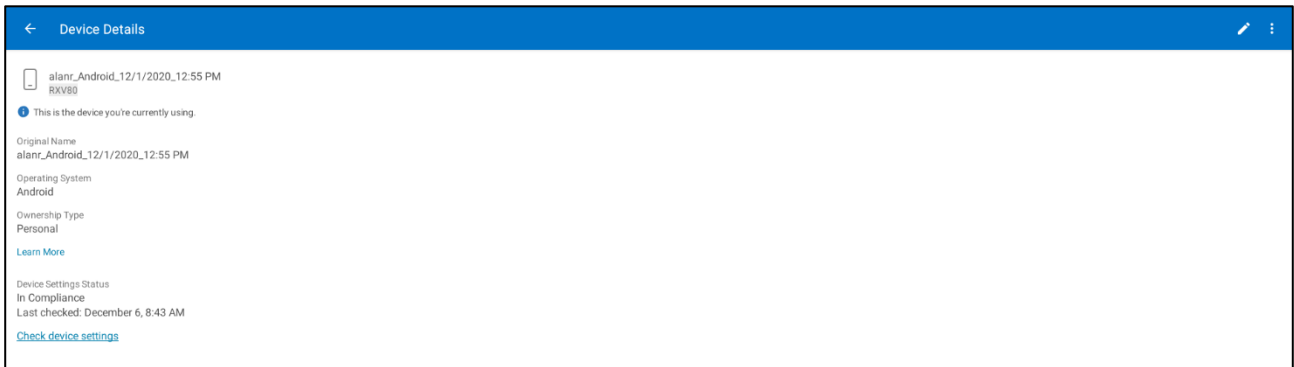 Device Details
alanr_Android_12/1/2020_12:55 PM
RXV80
This is the device you're currently using.
Original Name
alanr_Android_12/1/2020_12:55 PM
Operating System
Android
Ownership Type
Personal
Learn More
Device Settings Status
In Compliance
Last checked: December 6, 8:43 AM
Check device settings